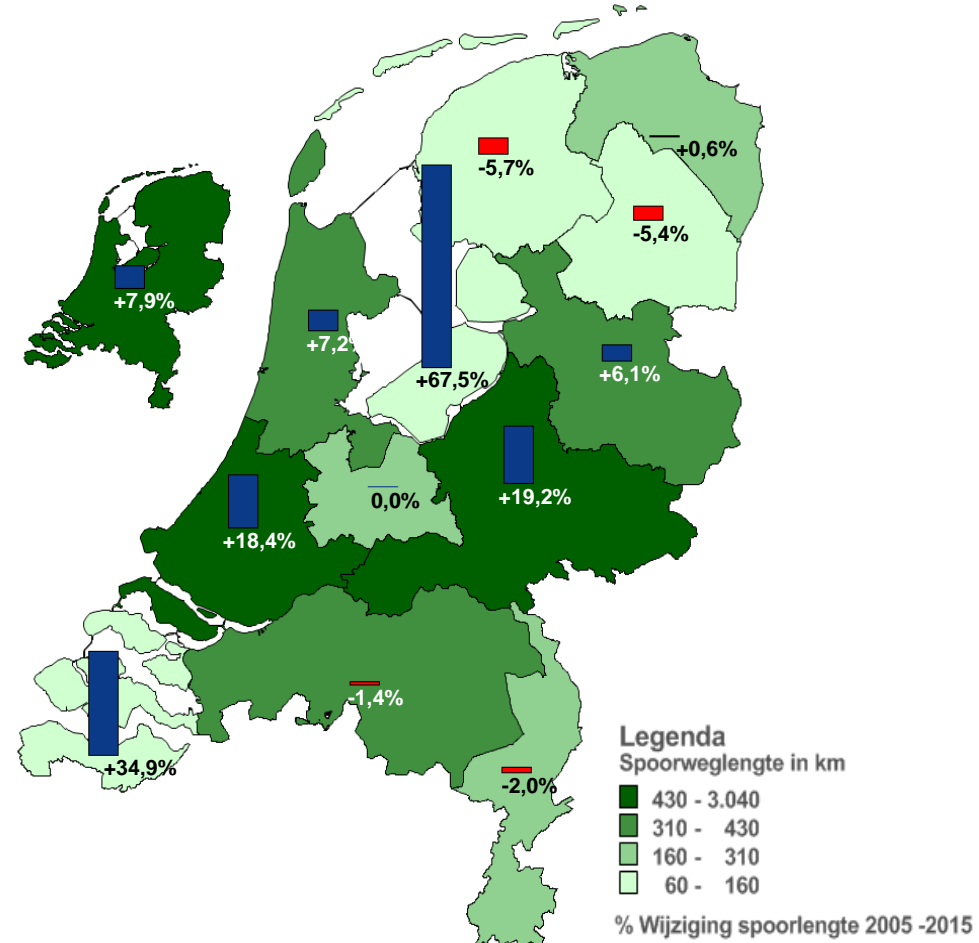 -5,7%
+0,6%
-5,4%
+7,9%
+7,2%
+67,5%
+6,1%
+19,2%
0,0%
+18,4%
-1,4%
+34,9%
-2,0%
Legenda
Spoorweglengte in km
430 - 3.040
310 - 430
160 - 310
60 - 160
% Wijziging spoorlengte 2005 -2015